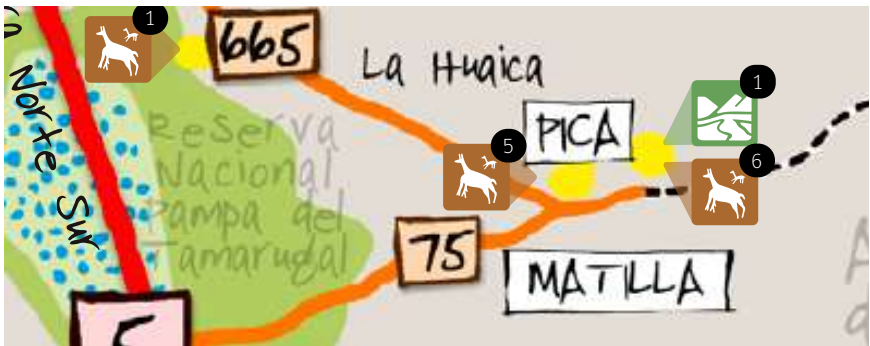 1
665
La Huaica
Norte Sur
Reserva
Nacional
Pampa del
Tamarugal
PICA
1
5
6
75
MATILLA
5